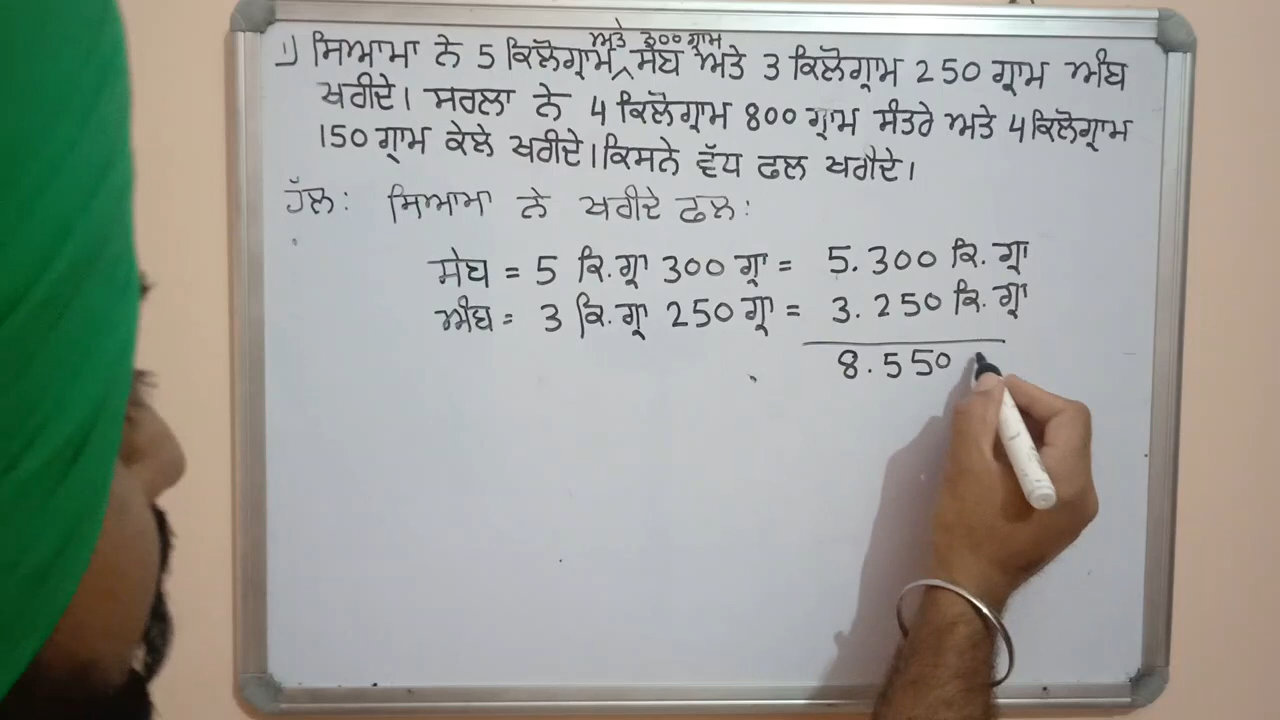 1) ਸਿਆਮਾ ਨੇ 5 ਕਿਲੋਗ੍ਰਾਮ ਅਤੇ 300 ਗ੍ਰਾਮ ਸੇਬ ਅਤੇ 3 ਕਿਲੋਗ੍ਰਾਮ 250 ਗ੍ਰਾਮ ਅੰਬ
ਖਰੀਦੇ। ਸਰਲਾ ਨੇ 4 ਕਿਲੋਗ੍ਰਾਮ 800 ਗ੍ਰਾਮ ਸੰਤਰੇ ਅਤੇ 4 ਕਿਲੋਗ੍ਰਾਮ
150 ਗ੍ਰਾਮ ਕੇਲੇ ਖਰੀਦੇ। ਕਿਸਨੇ ਵੱਧ ਫਲ ਖਰੀਦੇ।
ਹੱਲ: ਸਿਆਮਾ ਨੇ ਖਰੀਦੇ ਫਲ:
ਸੇਬ = 5 ਕਿ.ਗ੍ਰਾ 300 ਗ੍ਰਾ = 5.300 ਕਿ.ਗ੍ਰਾ
ਅੰਬ = 3 ਕਿ.ਗ੍ਰਾ 250 ਗ੍ਰਾ = 3.250 ਕਿ.ਗ੍ਰਾ
8.550